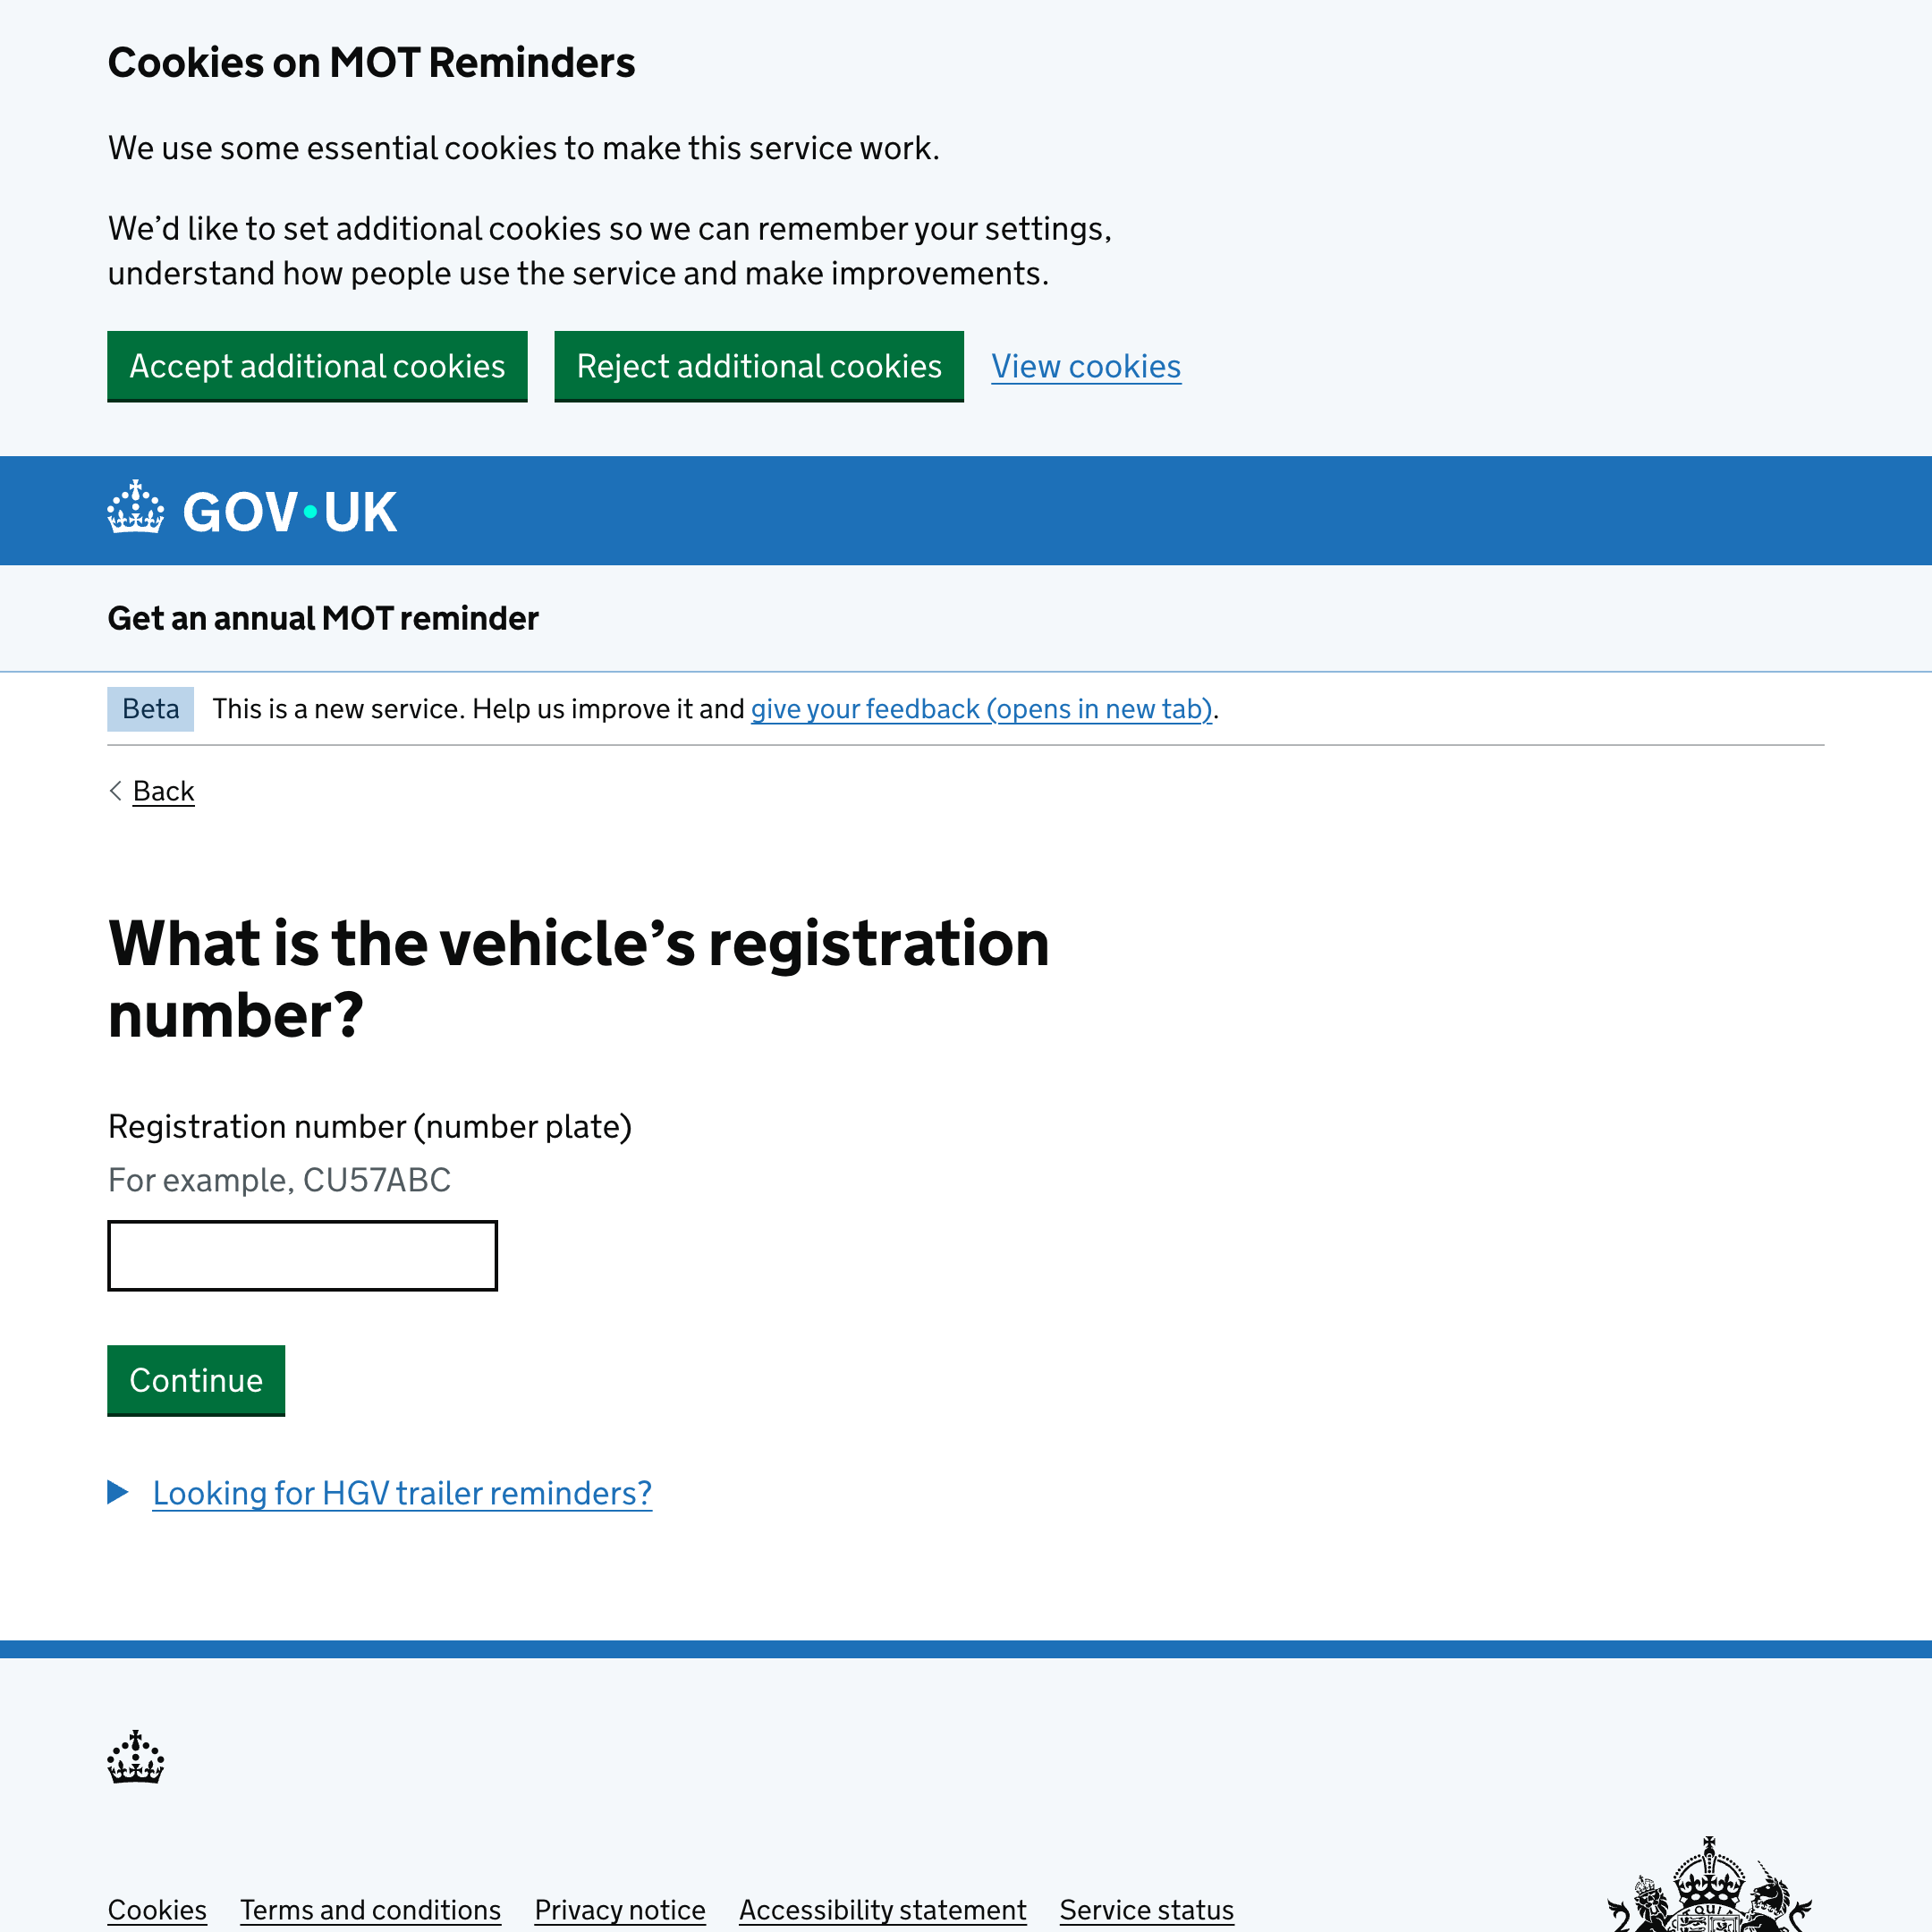 Cookies on MOT Reminders
We use some essential cookies to make this service work.
We’d like to set additional cookies so we can remember your settings,
understand how people use the service and make improvements.
Accept additional cookies Reject additional cookies View cookies
GOV·UK
Get an annual MOT reminder
Beta This is a new service. Help us improve it and give your feedback (opens in new tab).
Back
What is the vehicle’s registration
number?
Registration number (number plate)
For example, CU57ABC
Continue
Looking for HGV trailer reminders?
Cookies Terms and conditions Privacy notice Accessibility statement Service status